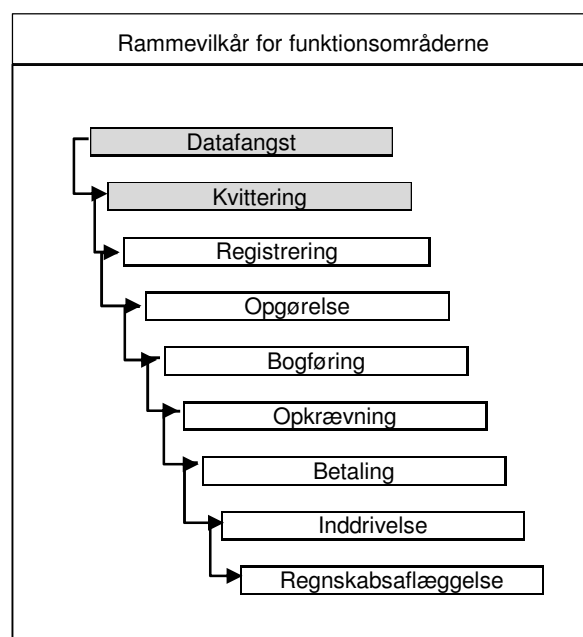 Rammevilkår for funktionsområderne
Datafangst
Kvittering
Registrering
Opgørelse
Bogføring
Opkrævning
Betaling
Inddrivelse
Regnskabsaflæggelse